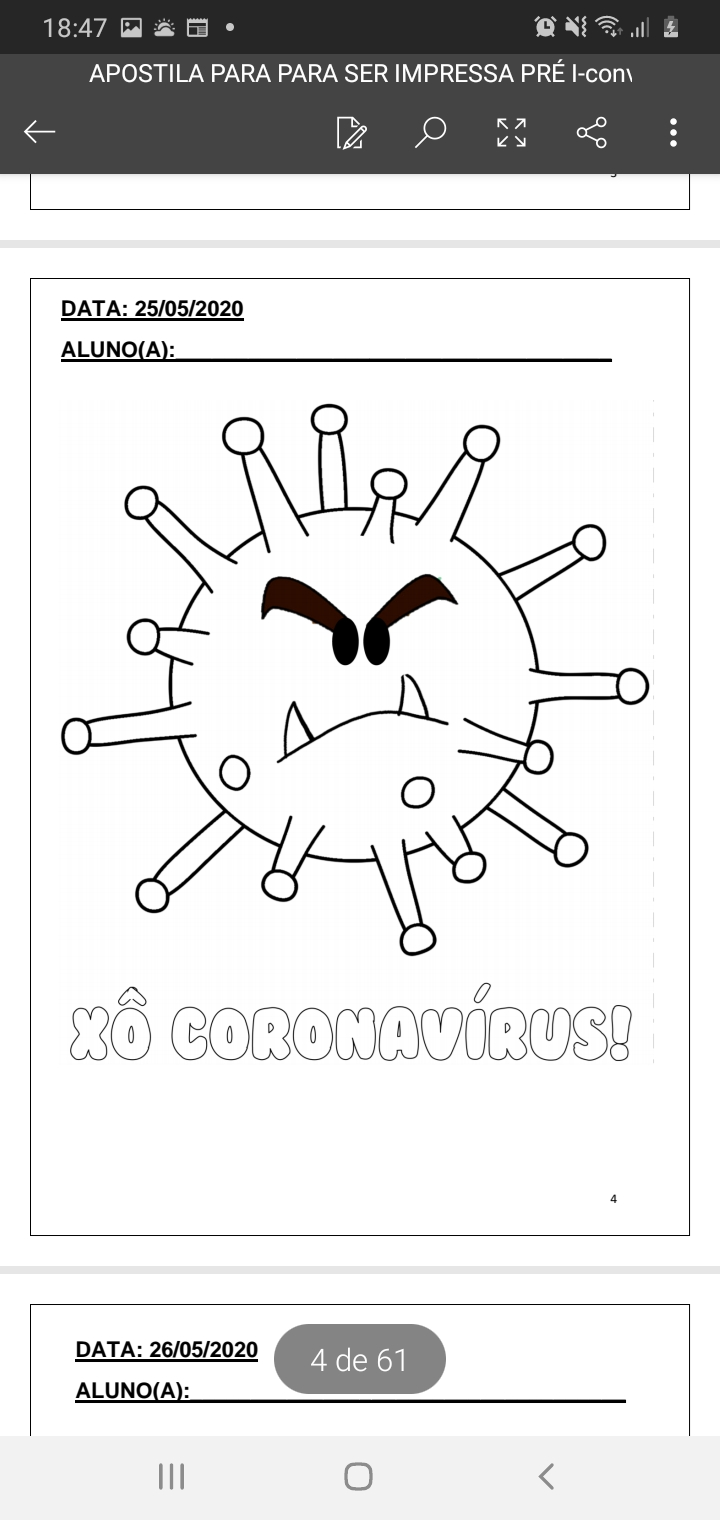 18:47
APOSTILA PARA PARA SER IMPRESSA PRÉ I-conv
DATA: 25/05/2020
ALUNO(A):
XÔ CORONAVÍRUS!
4
DATA: 26/05/2020
4 de 61
ALUNO(A):